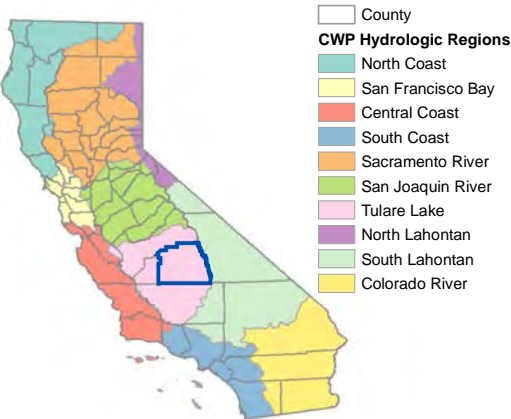 County
CWP Hydrologic Regions
North Coast
San Francisco Bay
Central Coast
South Coast
Sacramento River
San Joaquin River
Tulare Lake
North Lahontan
South Lahontan
Colorado River